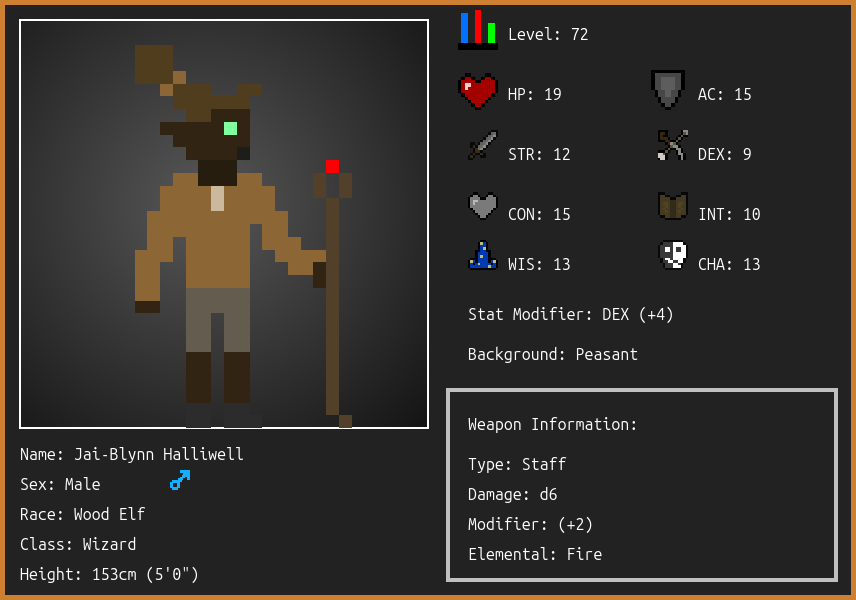 Level: 72
HP: 19
AC: 15
STR: 12
DEX: 9
CON: 15
INT: 10
WIS: 13
CHA: 13
Stat Modifier: DEX (+4)
Background: Peasant
Weapon Information:
Type: Staff
Damage: d6
Modifier: (+2)
Elemental: Fire
Name: Jai-Blynn Halliwell
Sex: Male
Race: Wood Elf
Class: Wizard
Height: 153cm (5'0")